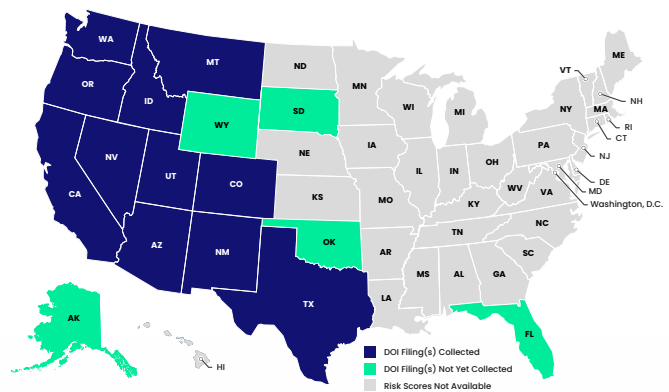 WA
MT
ND
ME
VT
MN
OR
ID
WI
NH
NY
MA
MI
SD
WY
RI
CT
IA
PA
NJ
NE
NV
OH
IL
IN
UT
CO
DE
MD
WV
VA
CA
KS
MO
KY
Washington, D.C.
NC
TN
AZ
NM
OK
AR
SC
MS
AL
GA
LA
TX
AK
FL
HI
DOI Filing(s) Collected
DOI Filing(s) Not Yet Collected
Risk Scores Not Available